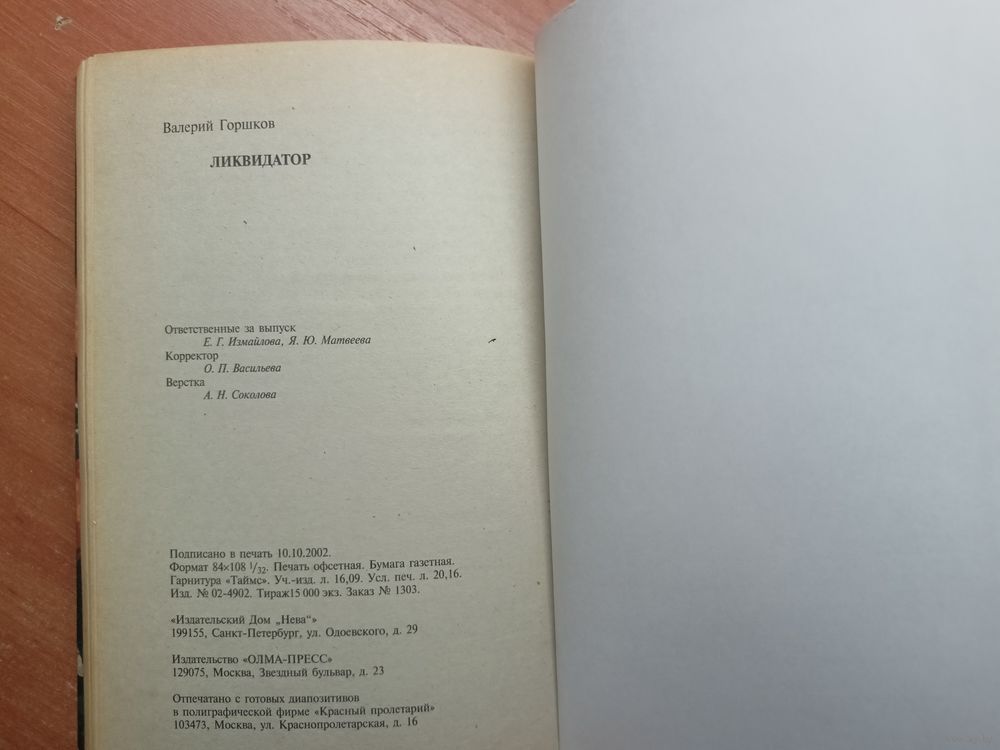 Валерий Горшков
ЛИКВИДАТОР
Ответственные за выпуск
Е. Г. Измайлова, Я. Ю. Матвеева
Корректор
О. П. Васильева
Верстка
А. Н. Соколова
Подписано в печать 10.10.2002.
Формат 84×108 1/32. Печать офсетная. Бумага газетная.
Гарнитура «Таймс». Уч.-изд. л. 16,09. Усл. печ. л. 20,16.
Изд. № 02-4902. Тираж15 000 экз. Заказ № 1303.
«Издательский Дом „Нева“»
199155, Санкт-Петербург, ул. Одоевского, д. 29
Издательство «ОЛМА-ПРЕСС»
129075, Москва, Звездный бульвар, д. 23
Отпечатано с готовых диапозитивов
в полиграфической фирме «Красный пролетарий»
103473, Москва, ул. Краснопролетарская, д. 16